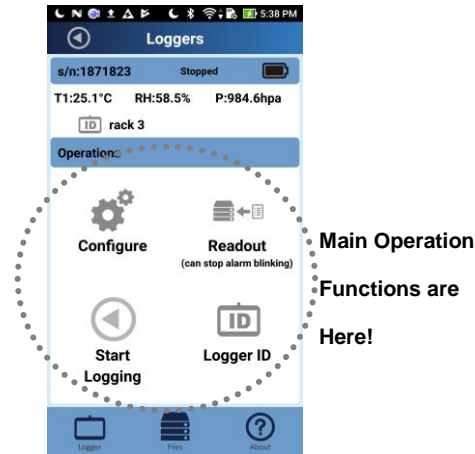 5:38 PM
Loggers
s/n:1871823 Stopped
T1:25.1°C RH:58.5% P:984.6hpa
ID rack 3
Operations
Configure
Readout
(can stop alarm blinking)
Start
Logging
ID
Logger ID
Logger Files About
Main Operation
Functions are
Here!